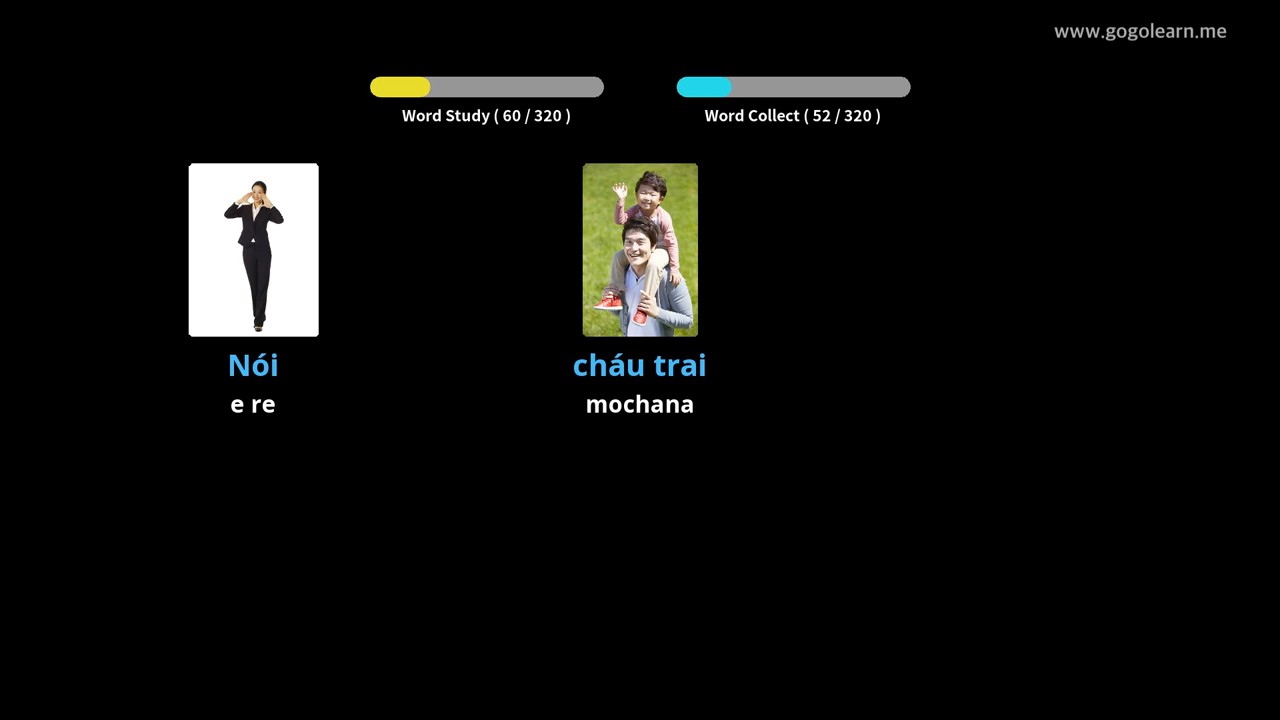 www.gogolearn.me
Word Study ( 60 / 320 )
Word Collect ( 52 / 320 )
Nói
e re
cháu trai
mochana